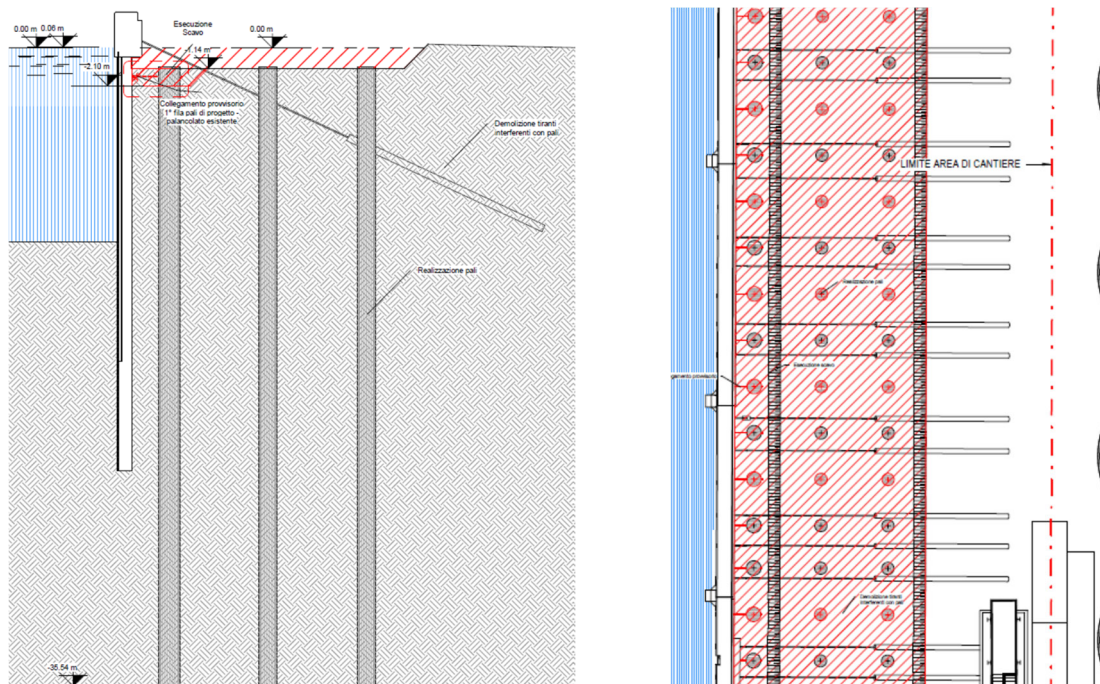 0.00 m
0.06 m
Esecuzione
Scavo
0.00 m
-1.14 m
-2.10 m
Collegamento provvisorio
1° fila pali di progetto -
palancolato esistente.
Demolizione tiranti
interferenti con pali.
Realizzazione pali
-35.54 m
LIMITE AREA DI CANTIERE
Realizzazione pali
Esecuzione scavo
gamento provvisorio
Demolizione tiranti
interferenti con pali